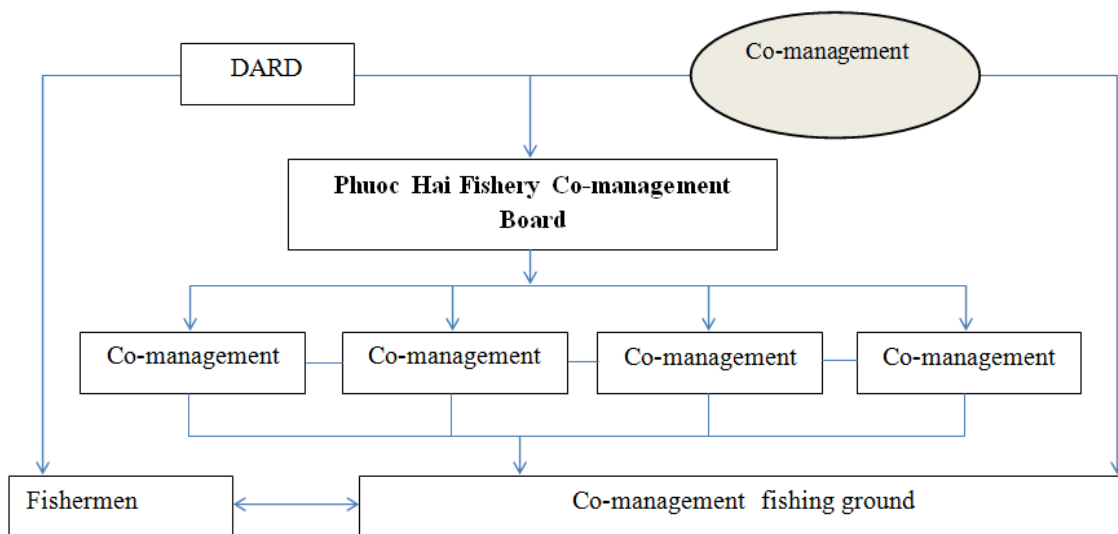 DARD
Co-management
Phuoc Hai Fishery Co-management
Board
Co-management
Co-management
Co-management
Co-management
Fishermen
Co-management fishing ground